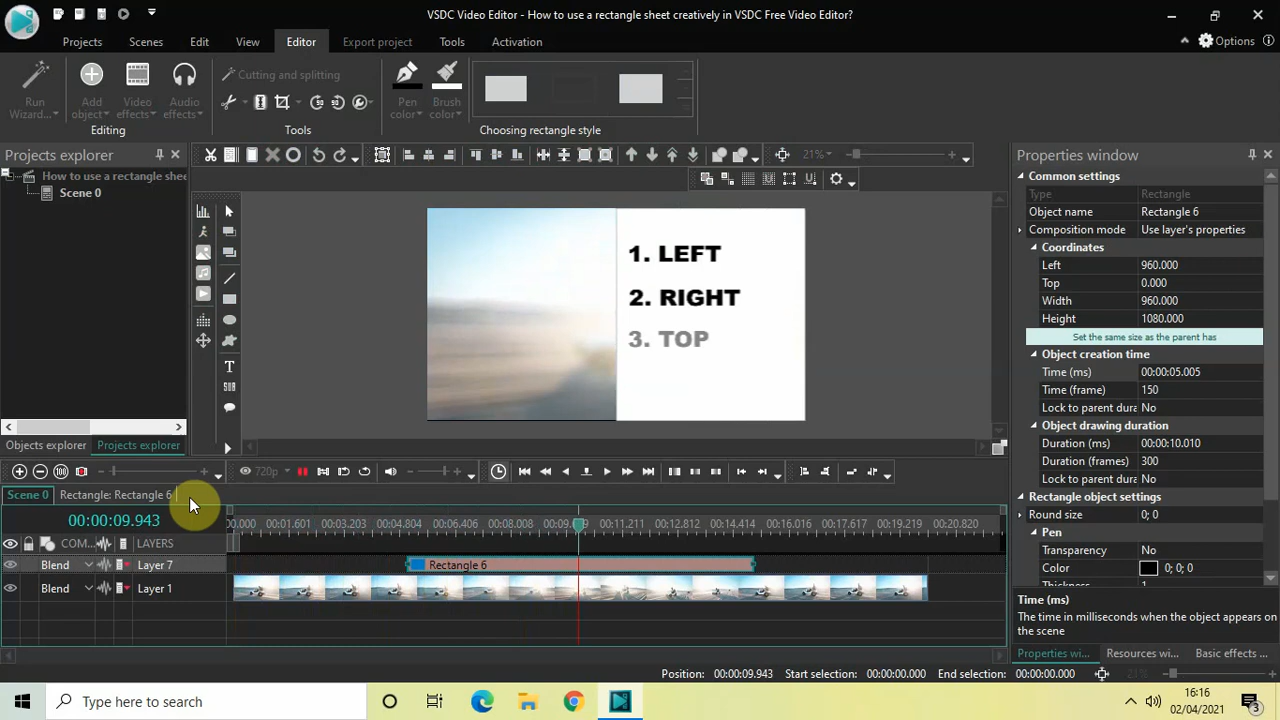 VSDC Video Editor - How to use a rectangle sheet creatively in VSDC Free Video Editor?
Projects Scenes Edit View Editor Export project Tools Activation Options
Cutting and splitting
Run Wizard... Add object Video effects Audio effects
Pen color Brush color
Editing Tools Choosing rectangle style
Projects explorer
21%
Properties window
How to use a rectangle shee
Scene 0
Common settings
Type Rectangle
Object name Rectangle 6
Composition mode Use layer's properties
Coordinates
Left 960.000
Top 0.000
Width 960.000
Height 1080.000
Set the same size as the parent has
Object creation time
Time (ms) 00:00:05.005
Time (frame) 150
Lock to parent dura No
Object drawing duration
Duration (ms) 00:00:10.010
Duration (frames) 300
Lock to parent dura No
Rectangle object settings
Round size 0; 0
Pen
Transparency No
Color 0; 0; 0
Thickness 1
Time (ms)
The time in milliseconds when the object appears on
the scene
Properties wi... Resources wi... Basic effects ...
1. LEFT
2. RIGHT
3. TOP
SUB
Objects explorer Projects explorer
720p
Scene 0 Rectangle: Rectangle 6
00:00:09.943
0.000 00:00:01.601 00:00:03.203 00:00:04.804 00:00:06.406 00:00:08.008 00:00:11.211 00:00:12.812 00:00:14.414 00:00:16.016 00:00:17.617 00:00:19.219 00:00:20.820
COM... LAYERS
Blend Layer 7 Rectangle 6
Blend Layer 1
Position: 00:00:09.943 Start selection: 00:00:00.000 End selection: 00:00:00.000 21%
Type here to search
16:16
02/04/2021
3